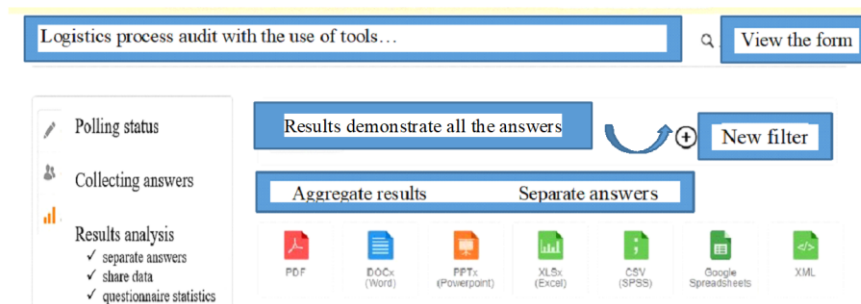 Logistics process audit with the use of tools…
View the form
Polling status
Collecting answers
Results analysis
✓ separate answers
✓ share data
✓ questionnaire statistics
Results demonstrate all the answers
New filter
Aggregate results Separate answers
PDF
DOCx
(Word)
PPTx
(Powerpoint)
XLSx
(Excel)
CSV
(SPSS)
Google
Spreadsheets
XML